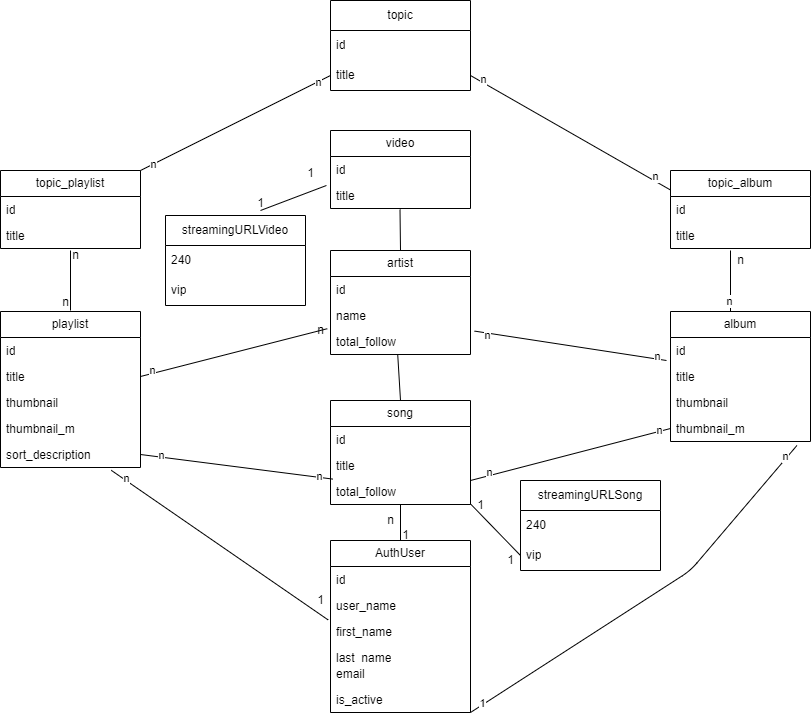 topic
id
title
n
n
n
n
video
id
title
1
1
topic_playlist
id
title
n
n
topic_album
id
title
n
n
streamingURLVideo
240
vip
artist
id
name
total_follow
n
n
n
n
playlist
id
title
thumbnail
thumbnail_m
sort_description
n
n
n
1
album
id
title
thumbnail
thumbnail_m
n
n
n
1
song
id
title
total_follow
n
1
1
1
streamingURLSong
240
vip
AuthUser
id
user_name
first_name
last_name
email
is_active